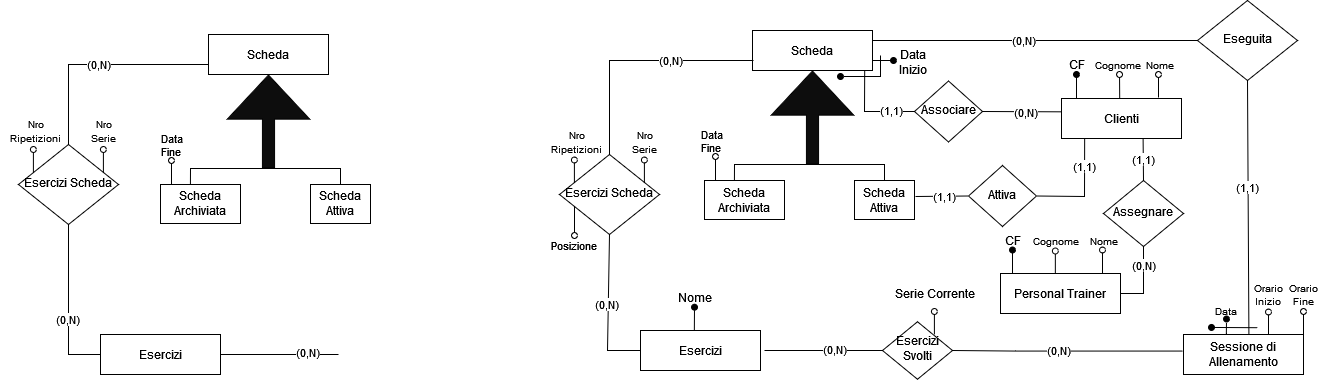 Scheda
(0,N)
Nro
Ripetizioni
Nro
Serie
Data
Fine
Esercizi Scheda
Scheda
Archiviata
Scheda
Attiva
(0,N)
Esercizi
(0,N)
Scheda
(0,N)
Data
Inizio
(0,N)
Eseguita
(0,N)
CF
Cognome
Nome
(1,1)
Associare
(0,N)
Clienti
Nro
Ripetizioni
Nro
Serie
Data
Fine
Esercizi Scheda
Posizione
Scheda
Archiviata
Scheda
Attiva
(1,1)
Attiva
(1,1)
(1,1)
Assegnare
(1,1)
CF
Cognome
Nome
(0,N)
Personal Trainer
(0,N)
Nome
Esercizi
(0,N)
Serie Corrente
Esercizi
Svolti
(0,N)
Data
Orario
Inizio
Orario
Fine
Sessione di
Allenamento